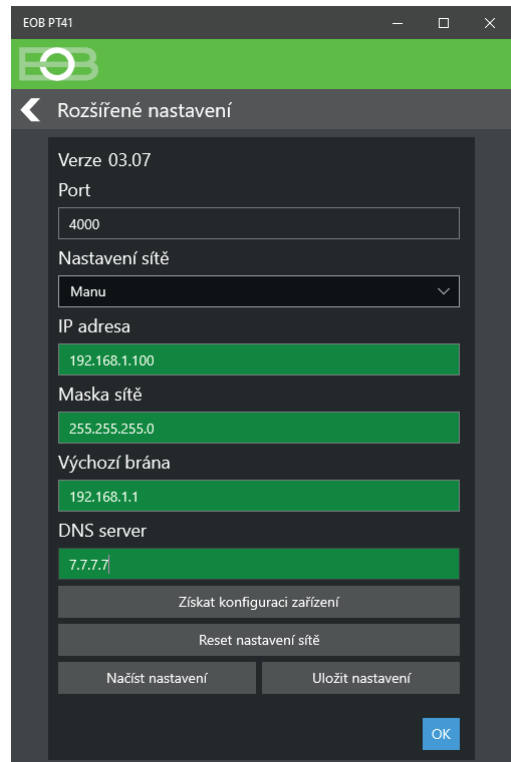 EOB PT41
EOB
Rozšířené nastavení
Verze 03.07
Port
4000
Nastavení sítě
Manu
IP adresa
192.168.1.100
Maska sítě
255.255.255.0
Výchozí brána
192.168.1.1
DNS server
7.7.7.7
Získat konfiguraci zařízení
Reset nastavení sítě
Načíst nastavení
Uložit nastavení
OK